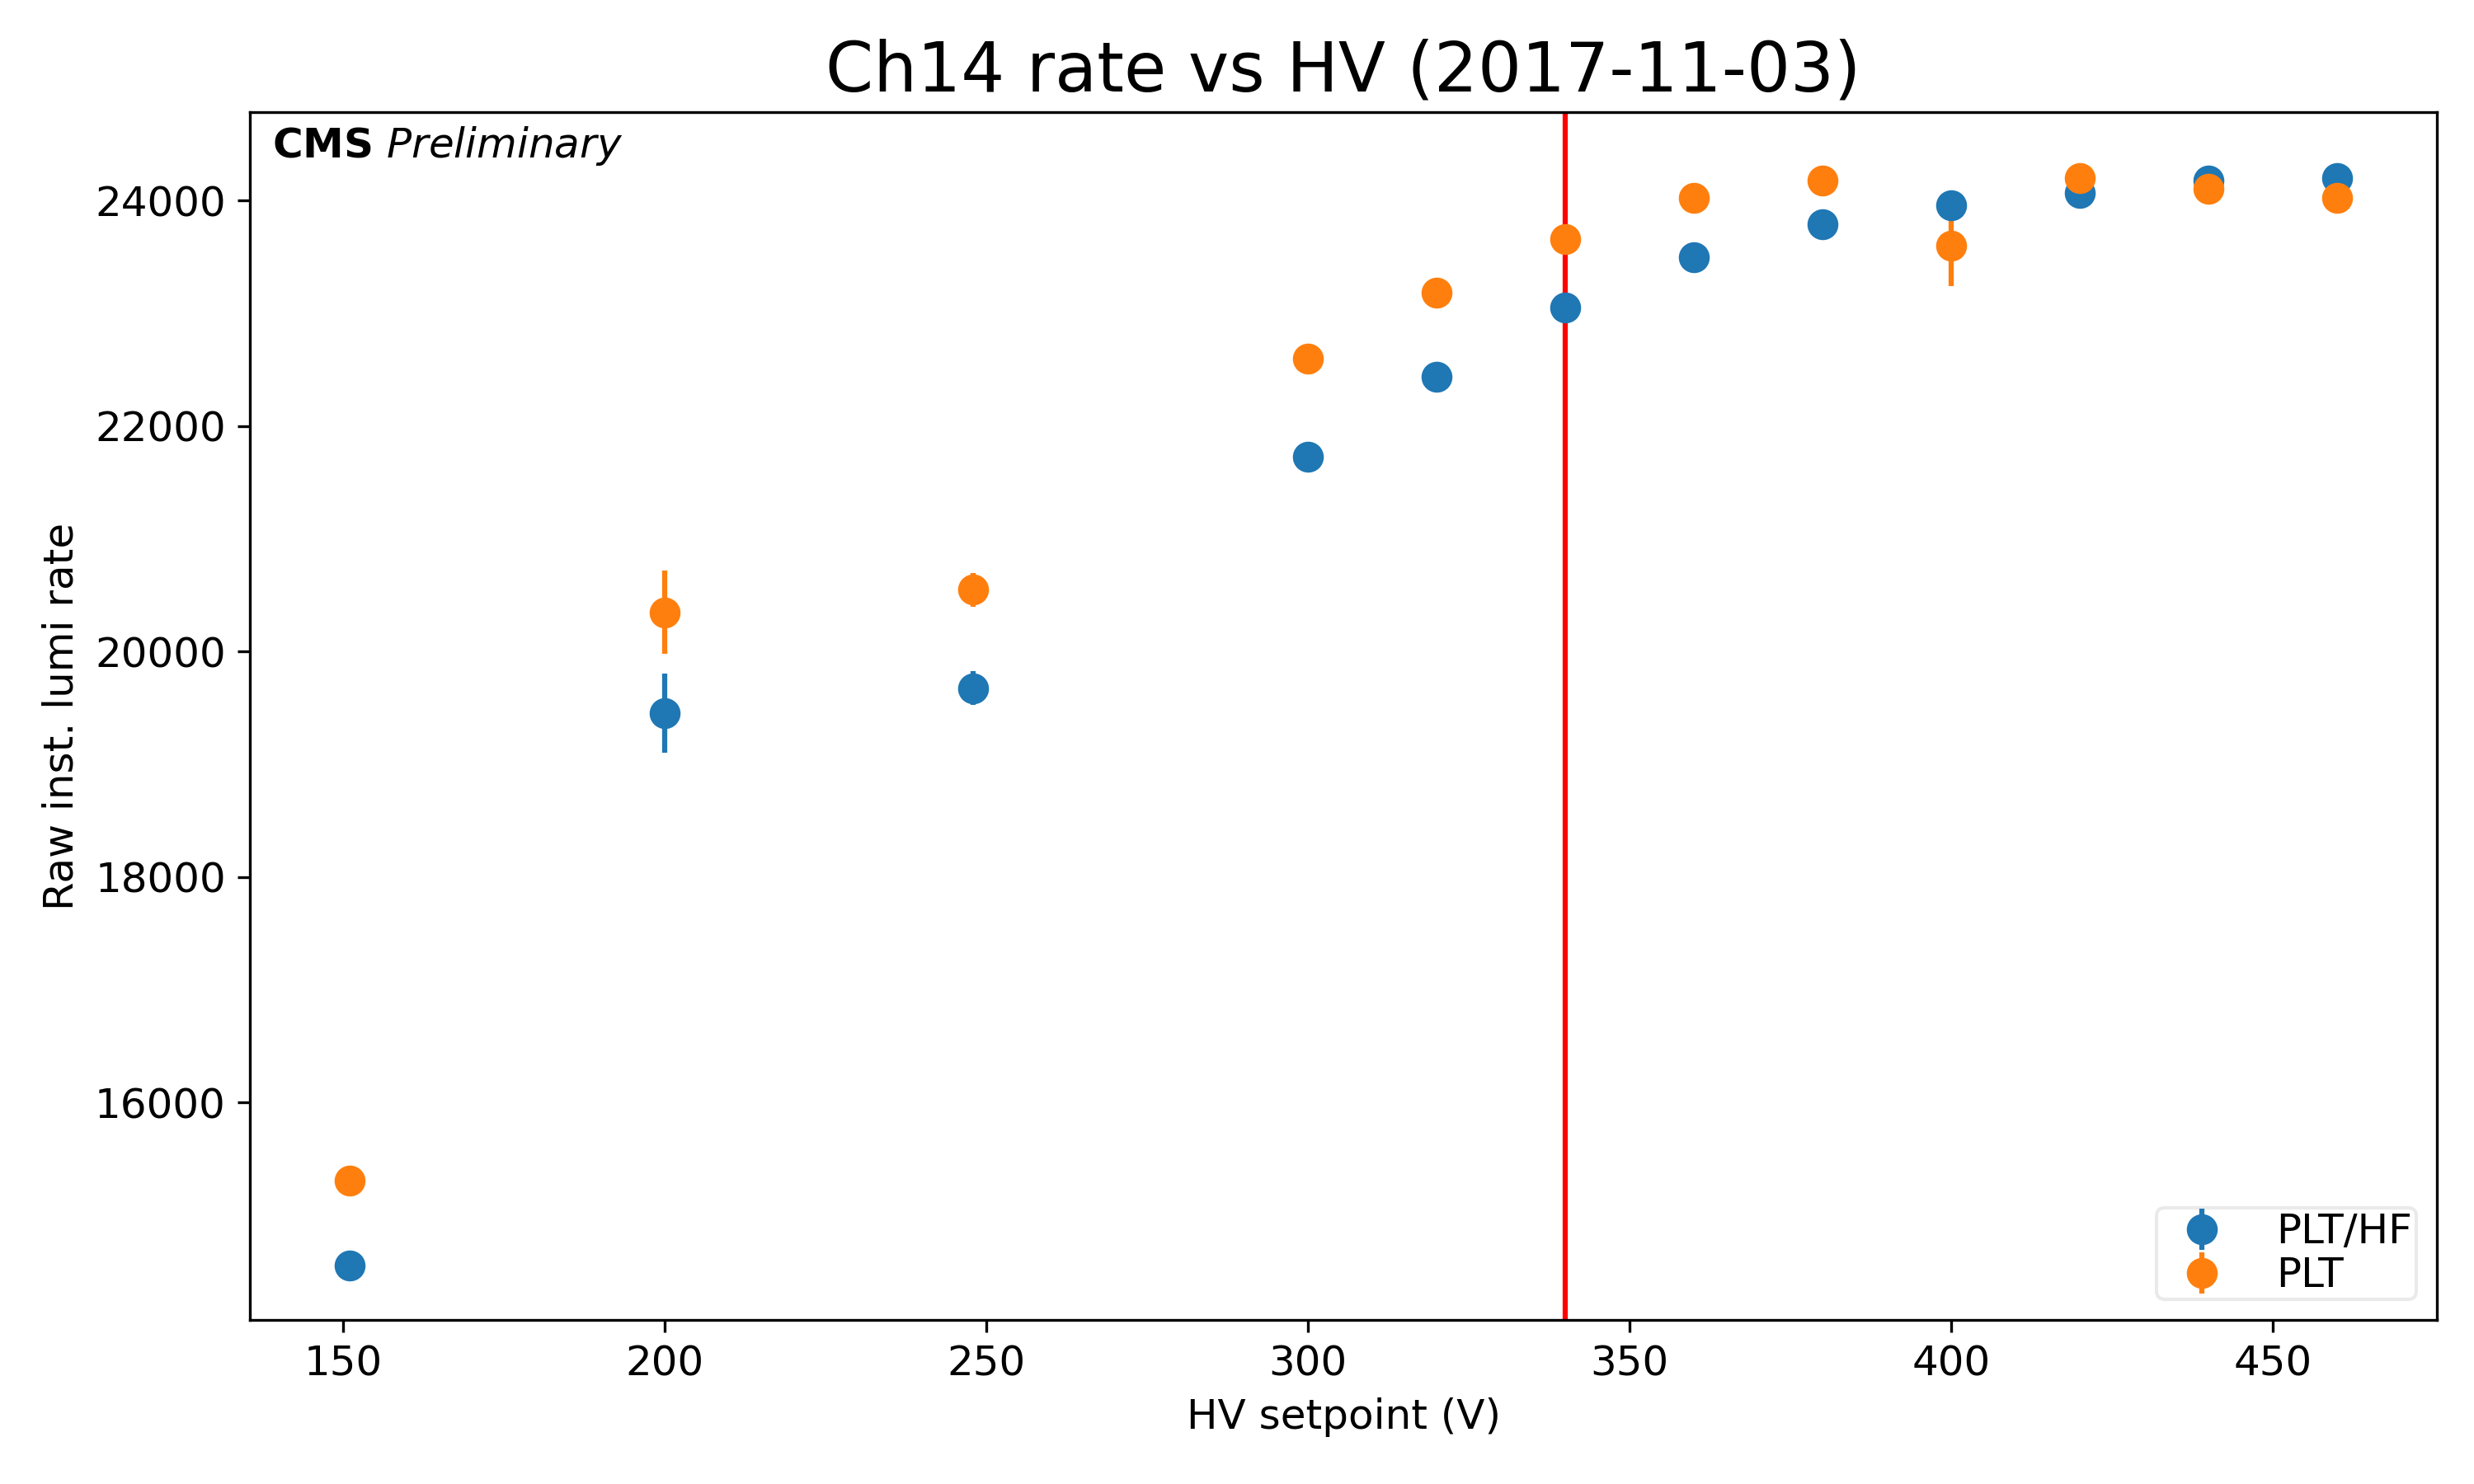 Ch14 rate vs HV (2017-11-03)
CMS Preliminary
24000
22000
20000
18000
16000
Raw inst. lumi rate
PLT/HF
PLT
150 200 250 300 350 400 450
HV setpoint (V)